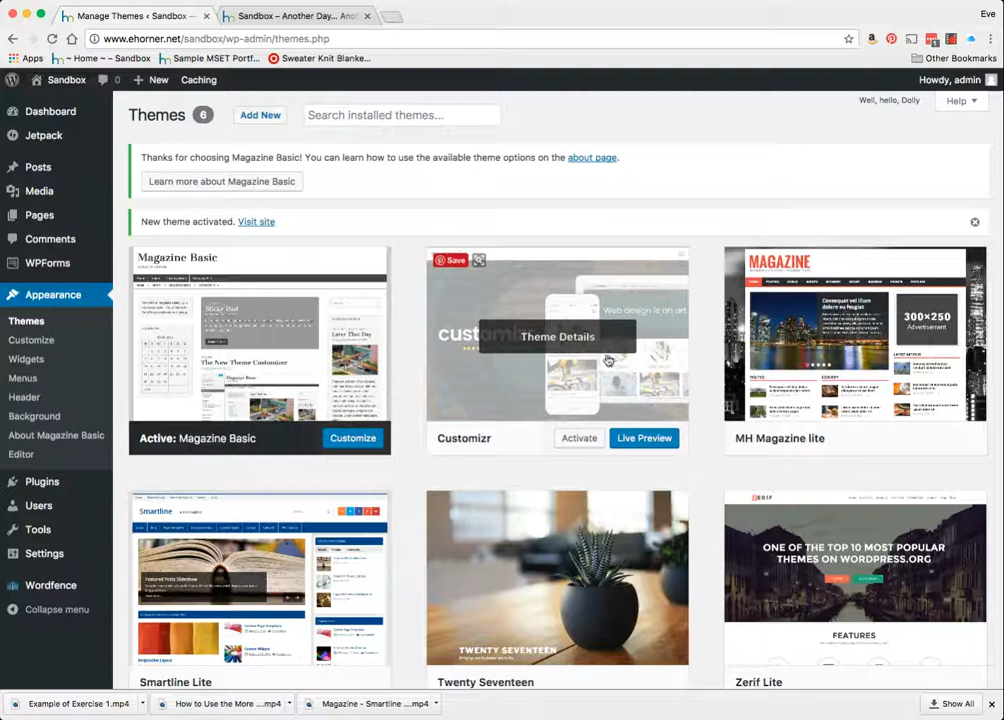 Manage Themes ‹ Sandbox —
Sandbox – Another Day... Anot
Eve
www.ehorner.net/sandbox/wp-admin/themes.php
Apps
~ Home ~ – Sandbox
Sample MSET Portf...
Sweater Knit Blanke...
Other Bookmarks
Sandbox
0
New
Caching
Howdy, admin
Well, hello, Dolly
Help
Dashboard
Jetpack
Posts
Media
Pages
Comments
WPForms
Appearance
Themes
Customize
Widgets
Menus
Header
Background
About Magazine Basic
Editor
Plugins
Users
Tools
Settings
Wordfence
Collapse menu
Themes 6
Add New
Search installed themes...
Thanks for choosing Magazine Basic! You can learn how to use the available theme options on the about page.
Learn more about Magazine Basic
New theme activated. Visit site
Magazine Basic
Sticky Post
Later That Day
The New Theme Customizer
Active: Magazine Basic
Customize
Save
Web design is an art
Theme Details
Customizr
Activate
Live Preview
MAGAZINE
300×250
Advertisement
MH Magazine lite
Smartline
Featured Posts Slideshow
Smartline Lite
TWENTY SEVENTEEN
Twenty Seventeen
ZERIF
ONE OF THE TOP 10 MOST POPULAR
THEMES ON WORDPRESS.ORG
FEATURES
Zerif Lite
Example of Exercise 1.mp4
How to Use the More ....mp4
Magazine - Smartline ....mp4
Show All